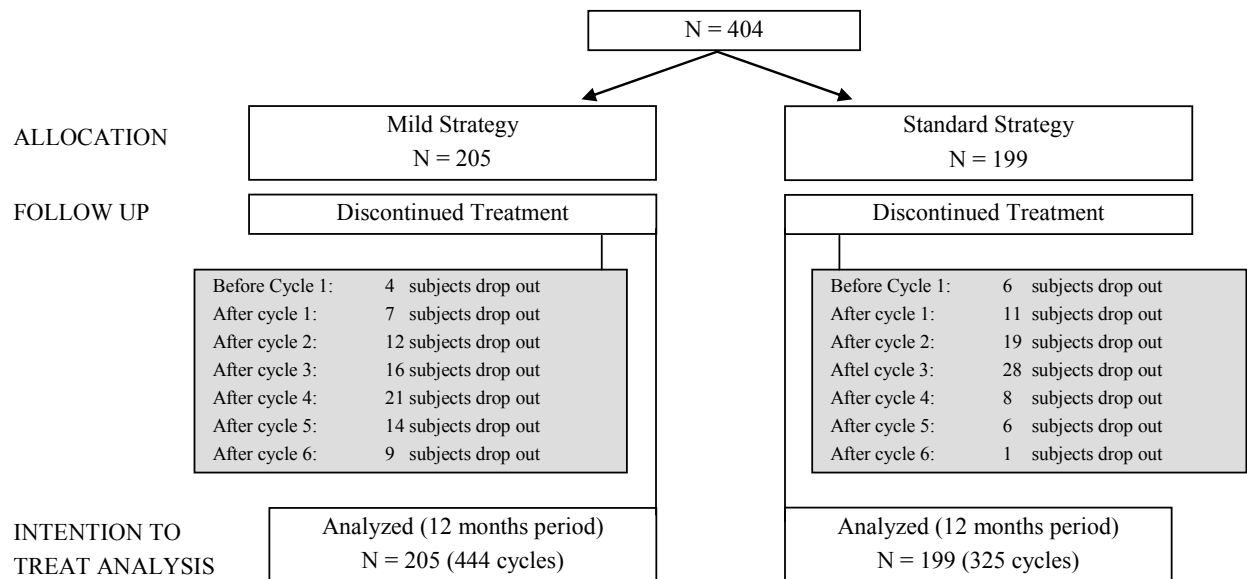 N = 404
ALLOCATION
Mild Strategy
N = 205
Standard Strategy
N = 199
FOLLOW UP
Discontinued Treatment
Discontinued Treatment
Before Cycle 1: 4 subjects drop out
After cycle 1: 7 subjects drop out
After cycle 2: 12 subjects drop out
After cycle 3: 16 subjects drop out
After cycle 4: 21 subjects drop out
After cycle 5: 14 subjects drop out
After cycle 6: 9 subjects drop out
Before Cycle 1: 6 subjects drop out
After cycle 1: 11 subjects drop out
After cycle 2: 19 subjects drop out
Aftel cycle 3: 28 subjects drop out
After cycle 4: 8 subjects drop out
After cycle 5: 6 subjects drop out
After cycle 6: 1 subjects drop out
INTENTION TO
TREAT ANALYSIS
Analyzed (12 months period)
N = 205 (444 cycles)
Analyzed (12 months period)
N = 199 (325 cycles)